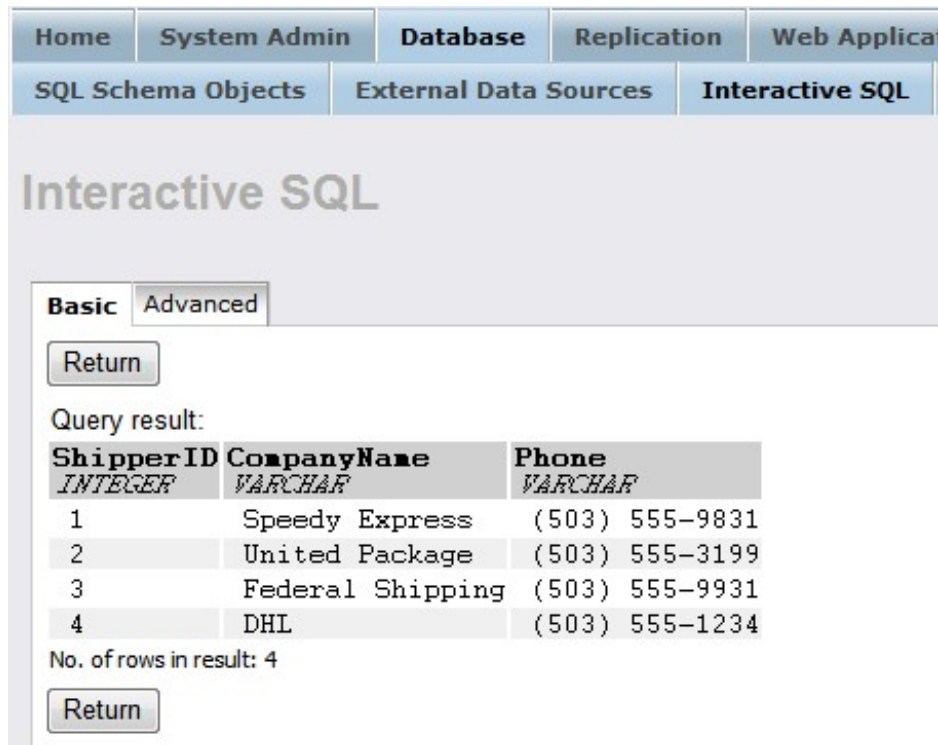 Home System Admin Database Replication Web Applica
SQL Schema Objects External Data Sources Interactive SQL
Interactive SQL
Basic Advanced
Return
Query result:
ShipperID CompanyName Phone
INTEGER VARCHAR VARCHAR
1 Speedy Express (503) 555-9831
2 United Package (503) 555-3199
3 Federal Shipping (503) 555-9931
4 DHL (503) 555-1234
No. of rows in result: 4
Return